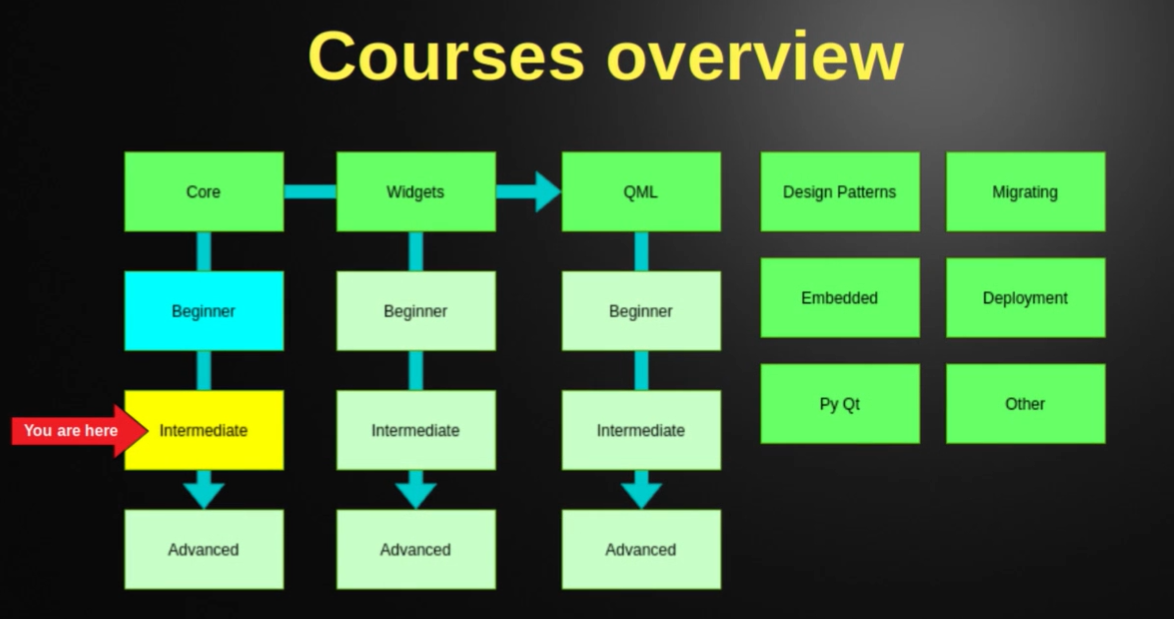 Courses overview
Core
Widgets
QML
Design Patterns
Migrating
Beginner
Beginner
Beginner
Embedded
Deployment
You are here
Intermediate
Intermediate
Intermediate
Py Qt
Other
Advanced
Advanced
Advanced